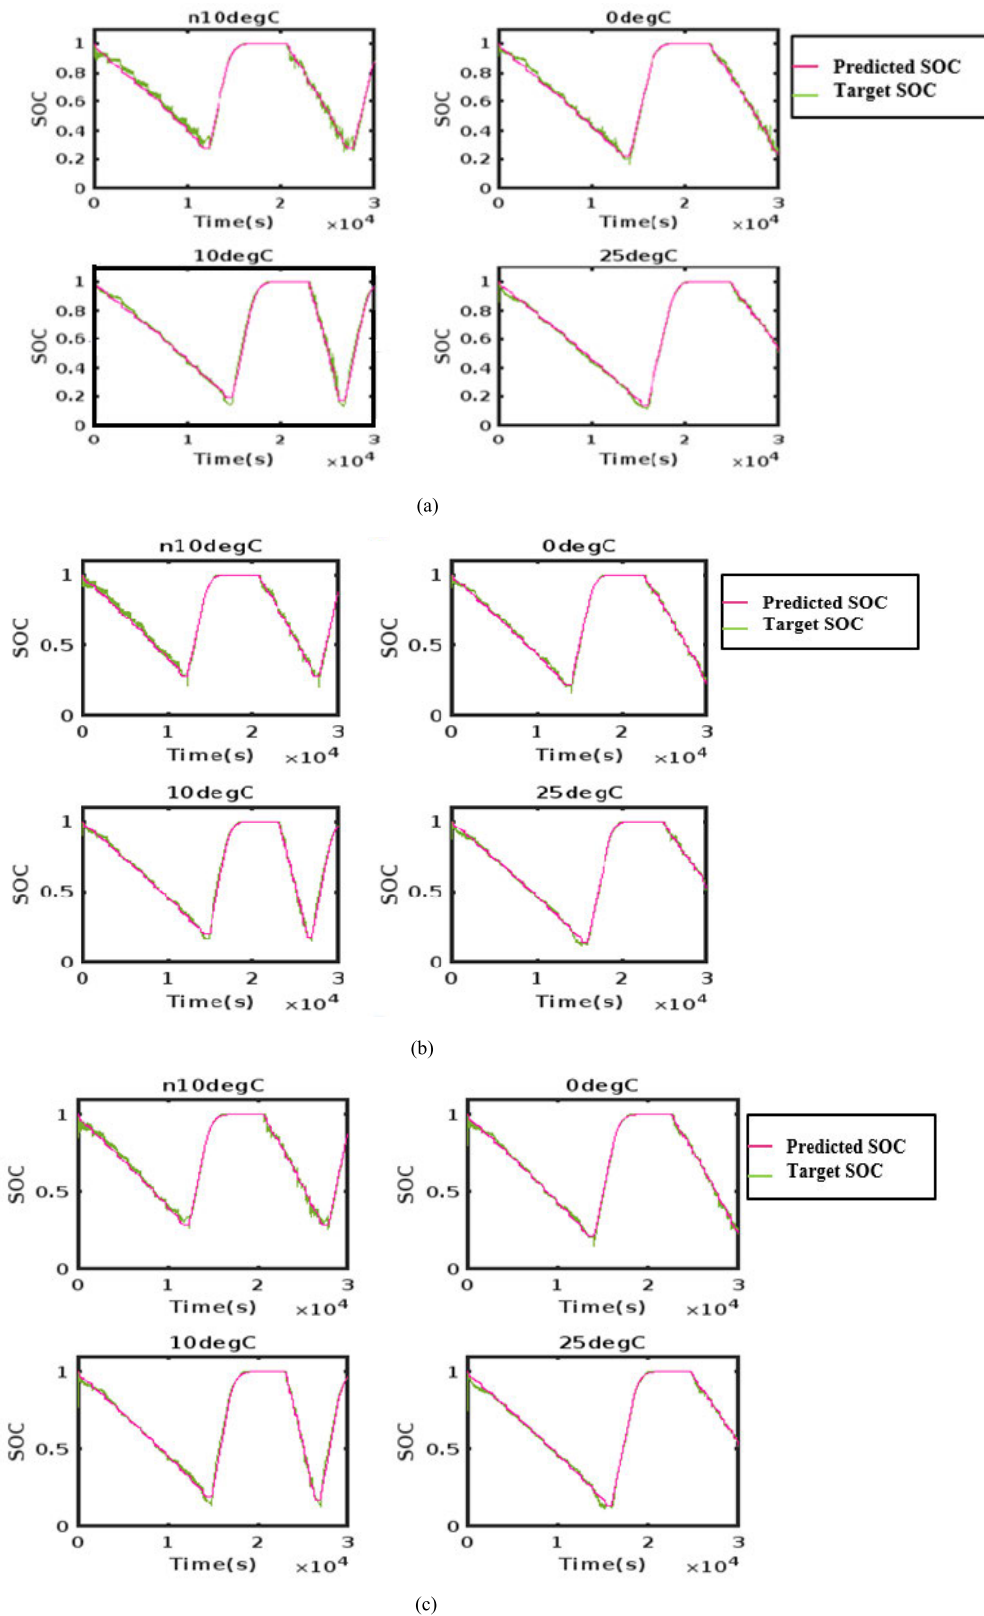 n10degC
0degC
1
0.8
0.6
0.4
0.2
0
SOC
0 1 2 3
Time(s)
×10⁴
1
0.8
0.6
0.4
0.2
0
SOC
0 1 2 3
Time(s)
×10⁴
Predicted SOC
Target SOC
10degC
25degC
1
0.8
0.6
0.4
0.2
0
SOC
0 1 2 3
Time(s)
×10⁴
1
0.8
0.6
0.4
0.2
0
SOC
0 1 2 3
Time(s)
×10⁴
(a)
n10degC
0degC
1
0.5
0
SOC
0 1 2 3
Time(s)
×10⁴
1
0.5
0
SOC
0 1 2 3
Time(s)
×10⁴
Predicted SOC
Target SOC
10degC
25degC
1
0.5
0
SOC
0 1 2 3
Time(s)
×10⁴
1
0.5
0
SOC
0 1 2 3
Time(s)
×10⁴
(b)
n10degC
0degC
1
0.5
0
SOC
0 1 2 3
Time(s)
×10⁴
1
0.5
0
SOC
0 1 2 3
Time(s)
×10⁴
Predicted SOC
Target SOC
10degC
25degC
1
0.5
0
SOC
0 1 2 3
Time(s)
×10⁴
1
0.5
0
SOC
0 1 2 3
Time(s)
×10⁴
(c)